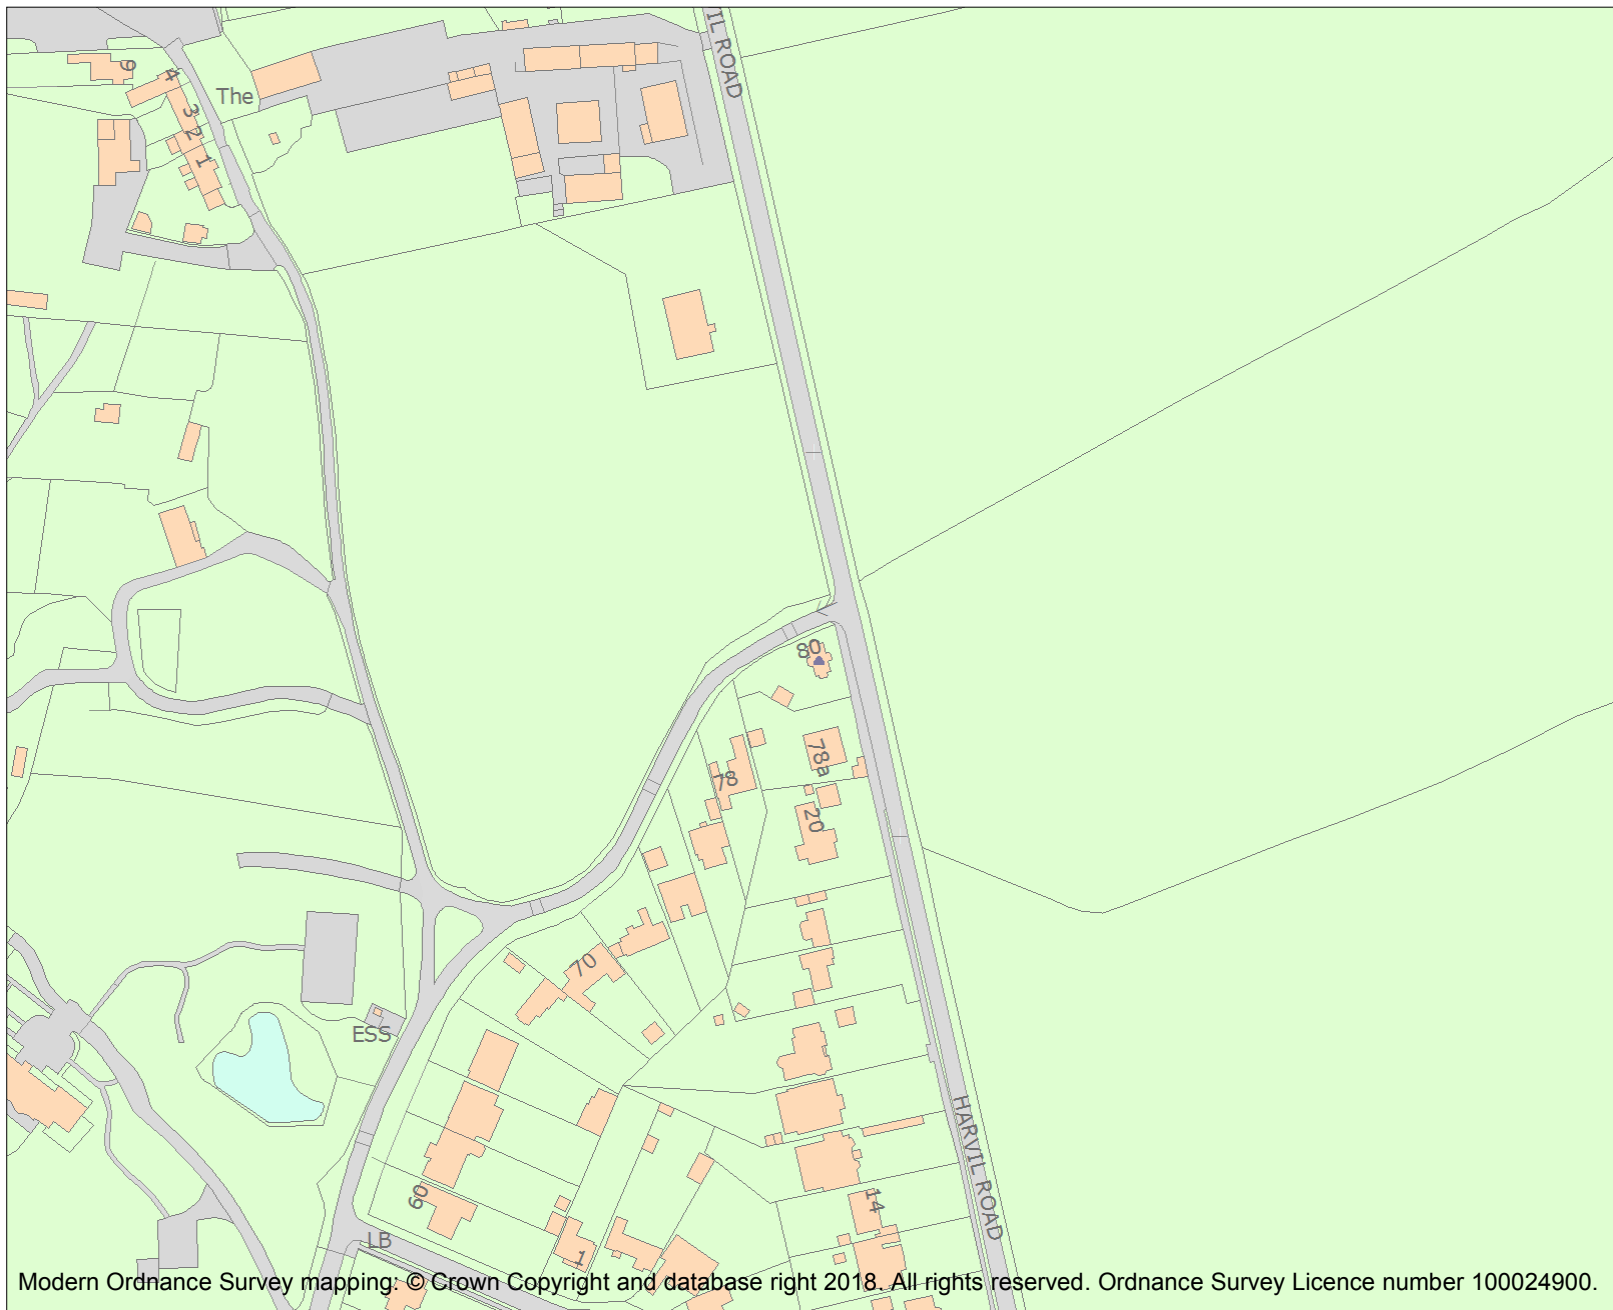 IL ROAD
9
4
The
3
2
1
80
78a
78
20
70
ESS
HARVIL ROAD
60
14
LB
1
Modern Ordnance Survey mapping: © Crown Copyright and database right 2018. All rights reserved. Ordnance Survey Licence number 100024900.